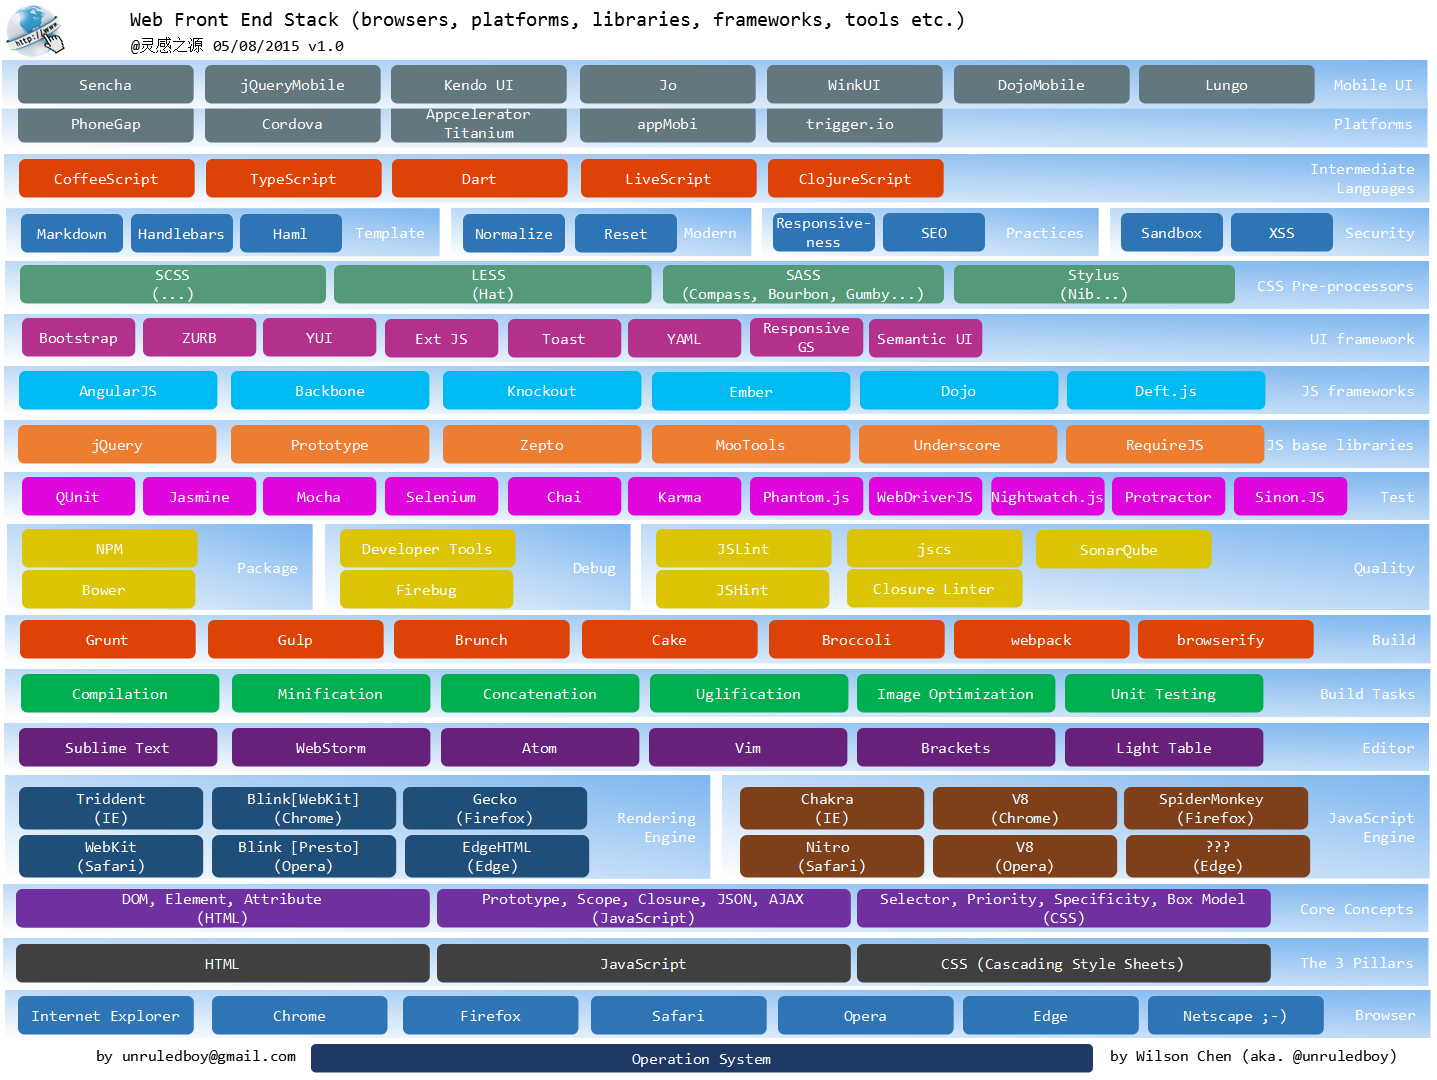 http://www
Web Front End Stack (browsers, platforms, libraries, frameworks, tools etc.)
@灵感之源 05/08/2015 v1.0
Sencha
jQueryMobile
Kendo UI
Jo
WinkUI
DojoMobile
Lungo
Mobile UI
PhoneGap
Cordova
Appcelerator
Titanium
appMobi
trigger.io
Platforms
CoffeeScript
TypeScript
Dart
LiveScript
ClojureScript
Intermediate
Languages
Markdown
Handlebars
Haml
Template
Normalize
Reset
Modern
Responsive-
ness
SEO
Practices
Sandbox
XSS
Security
SCSS
(...)
LESS
(Hat)
SASS
(Compass, Bourbon, Gumby...)
Stylus
(Nib...)
CSS Pre-processors
Bootstrap
ZURB
YUI
Ext JS
Toast
YAML
Responsive
GS
Semantic UI
UI framework
AngularJS
Backbone
Knockout
Ember
Dojo
Deft.js
JS frameworks
jQuery
Prototype
Zepto
MooTools
Underscore
RequireJS
JS base libraries
QUnit
Jasmine
Mocha
Selenium
Chai
Karma
Phantom.js
WebDriverJS
Nightwatch.js
Protractor
Sinon.JS
Test
NPM
Bower
Package
Developer Tools
Firebug
Debug
JSLint
jscs
SonarQube
JSHint
Closure Linter
Quality
Grunt
Gulp
Brunch
Cake
Broccoli
webpack
browserify
Build
Compilation
Minification
Concatenation
Uglification
Image Optimization
Unit Testing
Build Tasks
Sublime Text
WebStorm
Atom
Vim
Brackets
Light Table
Editor
Triddent
(IE)
Blink[WebKit]
(Chrome)
Gecko
(Firefox)
WebKit
(Safari)
Blink [Presto]
(Opera)
EdgeHTML
(Edge)
Rendering
Engine
Chakra
(IE)
V8
(Chrome)
SpiderMonkey
(Firefox)
Nitro
(Safari)
V8
(Opera)
???
(Edge)
JavaScript
Engine
DOM, Element, Attribute
(HTML)
Prototype, Scope, Closure, JSON, AJAX
(JavaScript)
Selector, Priority, Specificity, Box Model
(CSS)
Core Concepts
HTML
JavaScript
CSS (Cascading Style Sheets)
The 3 Pillars
Internet Explorer
Chrome
Firefox
Safari
Opera
Edge
Netscape ;-)
Browser
by unruledboy@gmail.com
Operation System
by Wilson Chen (aka. @unruledboy)